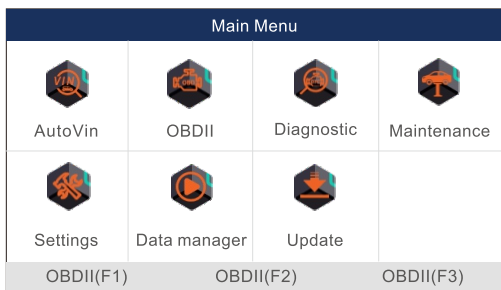 Main Menu
AutoVin OBDII Diagnostic Maintenance
Settings Data manager Update
OBDII(F1) OBDII(F2) OBDII(F3)